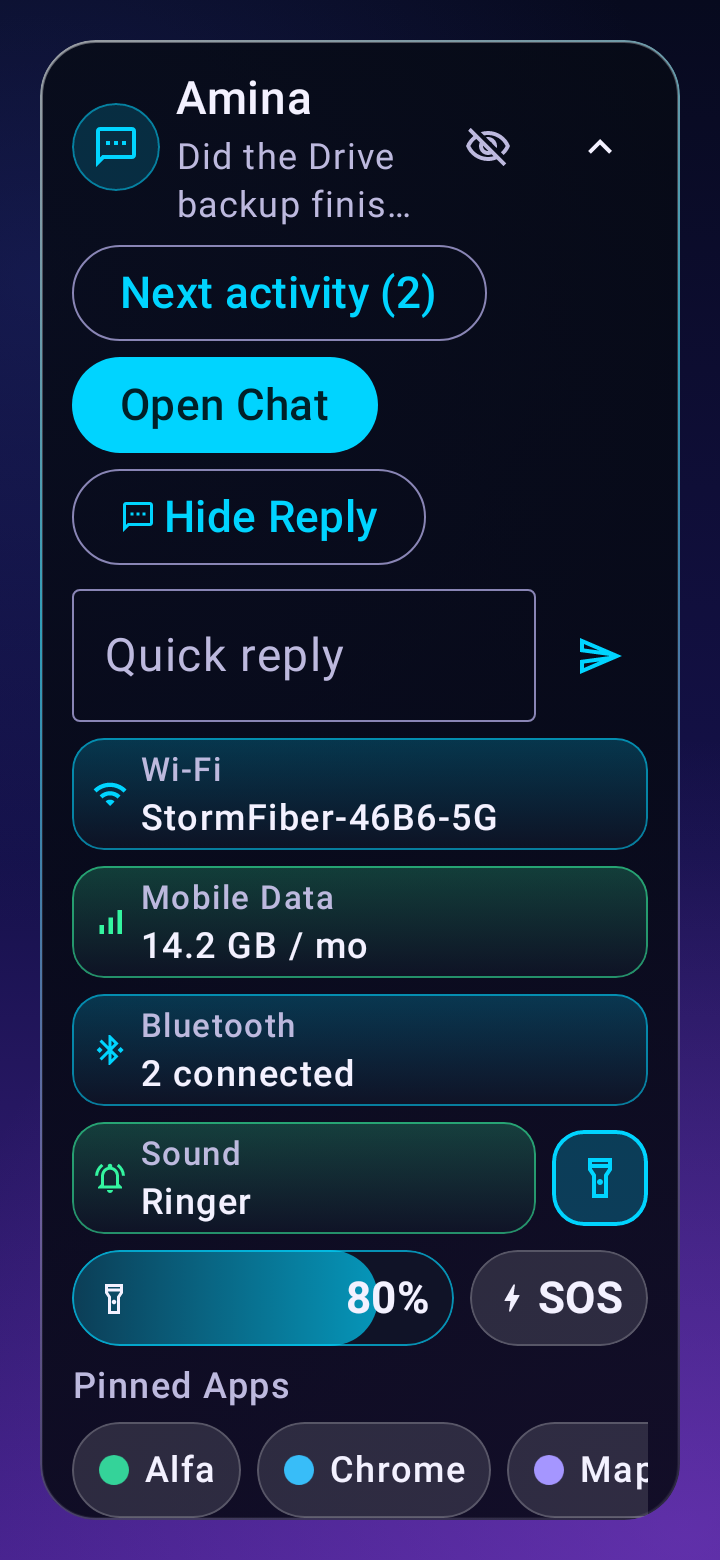 Amina
Did the Drive
backup finis…
Next activity (2)
Open Chat
Hide Reply
Quick reply
Wi-Fi
StormFiber-46B6-5G
Mobile Data
14.2 GB / mo
Bluetooth
2 connected
Sound
Ringer
80%
SOS
Pinned Apps
Alfa
Chrome
Map